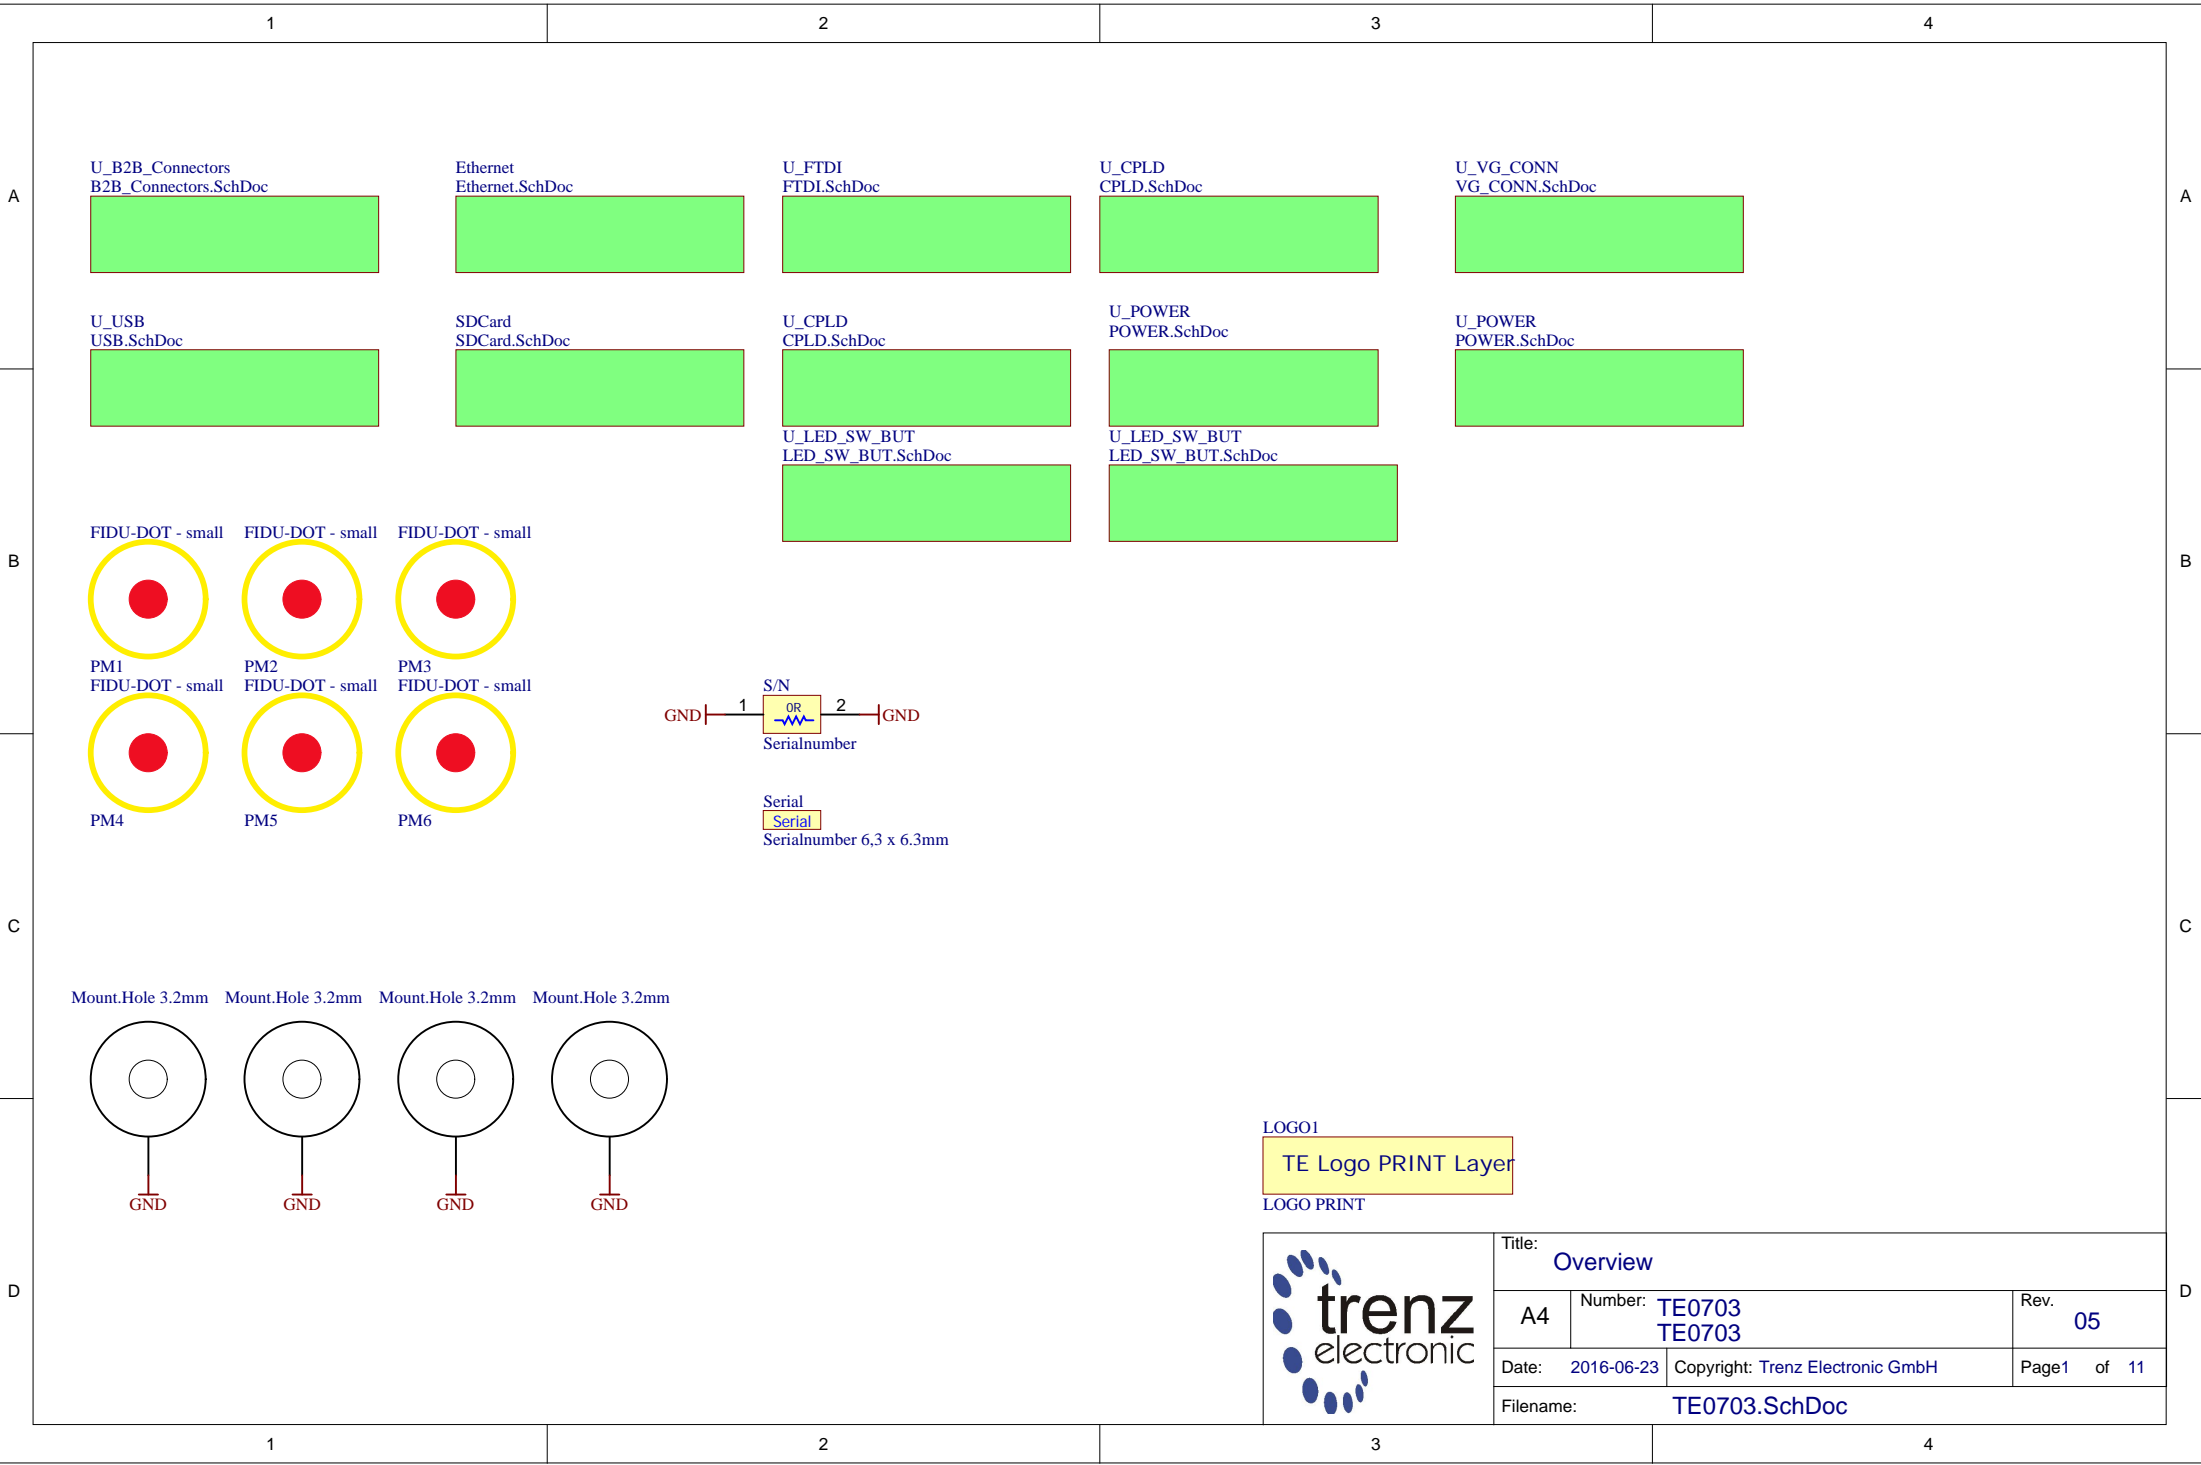 1 2 3 4
A A
U_B2B_Connectors
B2B_Connectors.SchDoc
Ethernet
Ethernet.SchDoc
U_FTDI
FTDI.SchDoc
U_CPLD
CPLD.SchDoc
U_VG_CONN
VG_CONN.SchDoc
U_USB
USB.SchDoc
SDCard
SDCard.SchDoc
U_CPLD
CPLD.SchDoc
U_POWER
POWER.SchDoc
U_POWER
POWER.SchDoc
U_LED_SW_BUT
LED_SW_BUT.SchDoc
U_LED_SW_BUT
LED_SW_BUT.SchDoc
B B
FIDU-DOT - small FIDU-DOT - small FIDU-DOT - small
PM1 PM2 PM3
FIDU-DOT - small FIDU-DOT - small FIDU-DOT - small
PM4 PM5 PM6
S/N
GND 1 0R 2 GND
Serialnumber
Serial
Serial
Serialnumber 6,3 x 6.3mm
C C
Mount.Hole 3.2mm Mount.Hole 3.2mm Mount.Hole 3.2mm Mount.Hole 3.2mm
GND GND GND GND
LOGO1
TE Logo PRINT Layer
LOGO PRINT
D D
trenz
electronic
Title:
Overview
A4
Number: TE0703
TE0703
Rev.
05
Date: 2016-06-23 Copyright: Trenz Electronic GmbH Page1 of 11
Filename: TE0703.SchDoc
1 2 3 4